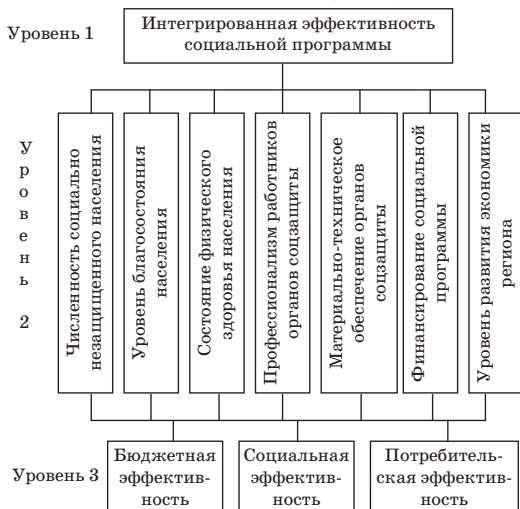 Уровень 1
Интегрированная эффективность
социальной программы
Уровень 2
Численность социально
незащищенного населения
Уровень благосостояния
населения
Состояние физического
здоровья населения
Профессионализм работников
органов соцзащиты
Материально-техническое
обеспечение органов
соцзащиты
Финансирование социальной
программы
Уровень развития экономики
региона
Уровень 3
Бюджетная
эффектив-
ность
Социальная
эффектив-
ность
Потребитель-
ская эффектив-
ность